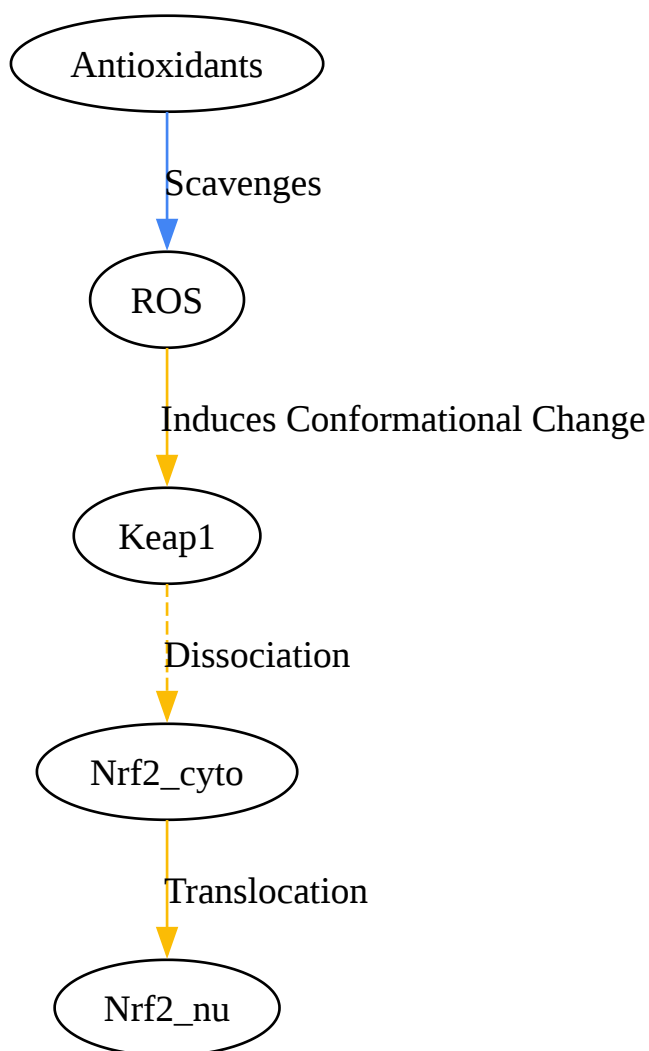 Antioxidants
Scavenges
ROS
Induces Conformational Change
Keap1
Dissociation
Nrf2_cyto
Translocation
Nrf2_nu